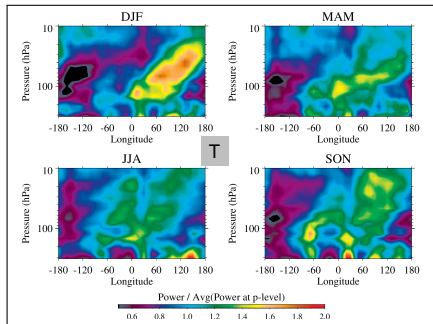 DJF
MAM
Pressure (hPa)
10
100
-180 -120 -60 0 60 120 180
Longitude
Pressure (hPa)
10
100
-180 -120 -60 0 60 120 180
Longitude
T
JJA
SON
Pressure (hPa)
10
100
-180 -120 -60 0 60 120 180
Longitude
Pressure (hPa)
10
100
-180 -120 -60 0 60 120 180
Longitude
Power / Avg(Power at p-level)
0.6 0.8 1.0 1.2 1.4 1.6 1.8 2.0